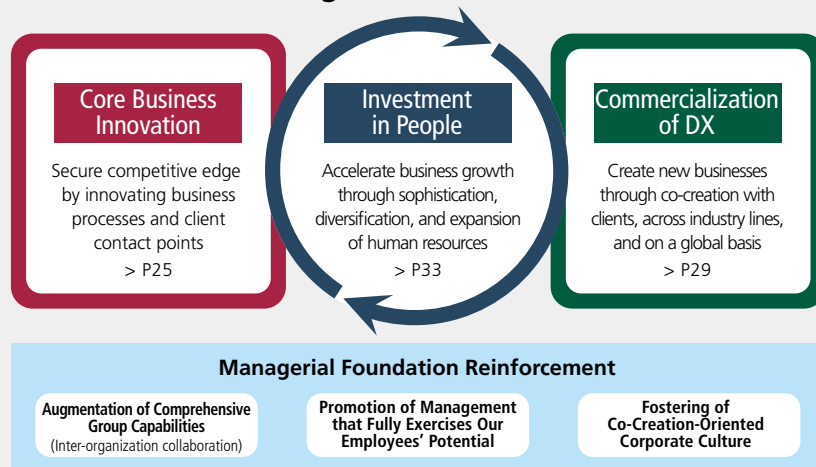 Core Business
Innovation
Secure competitive edge
by innovating business
processes and client
contact points
> P25
Investment
in People
Accelerate business growth
through sophistication,
diversification, and expansion
of human resources
> P33
Commercialization
of DX
Create new businesses
through co-creation with
clients, across industry lines,
and on a global basis
> P29
Managerial Foundation Reinforcement
Augmentation of Comprehensive
Group Capabilities
(Inter-organization collaboration)
Promotion of Management
that Fully Exercises Our
Employees’ Potential
Fostering of
Co-Creation-Oriented
Corporate Culture